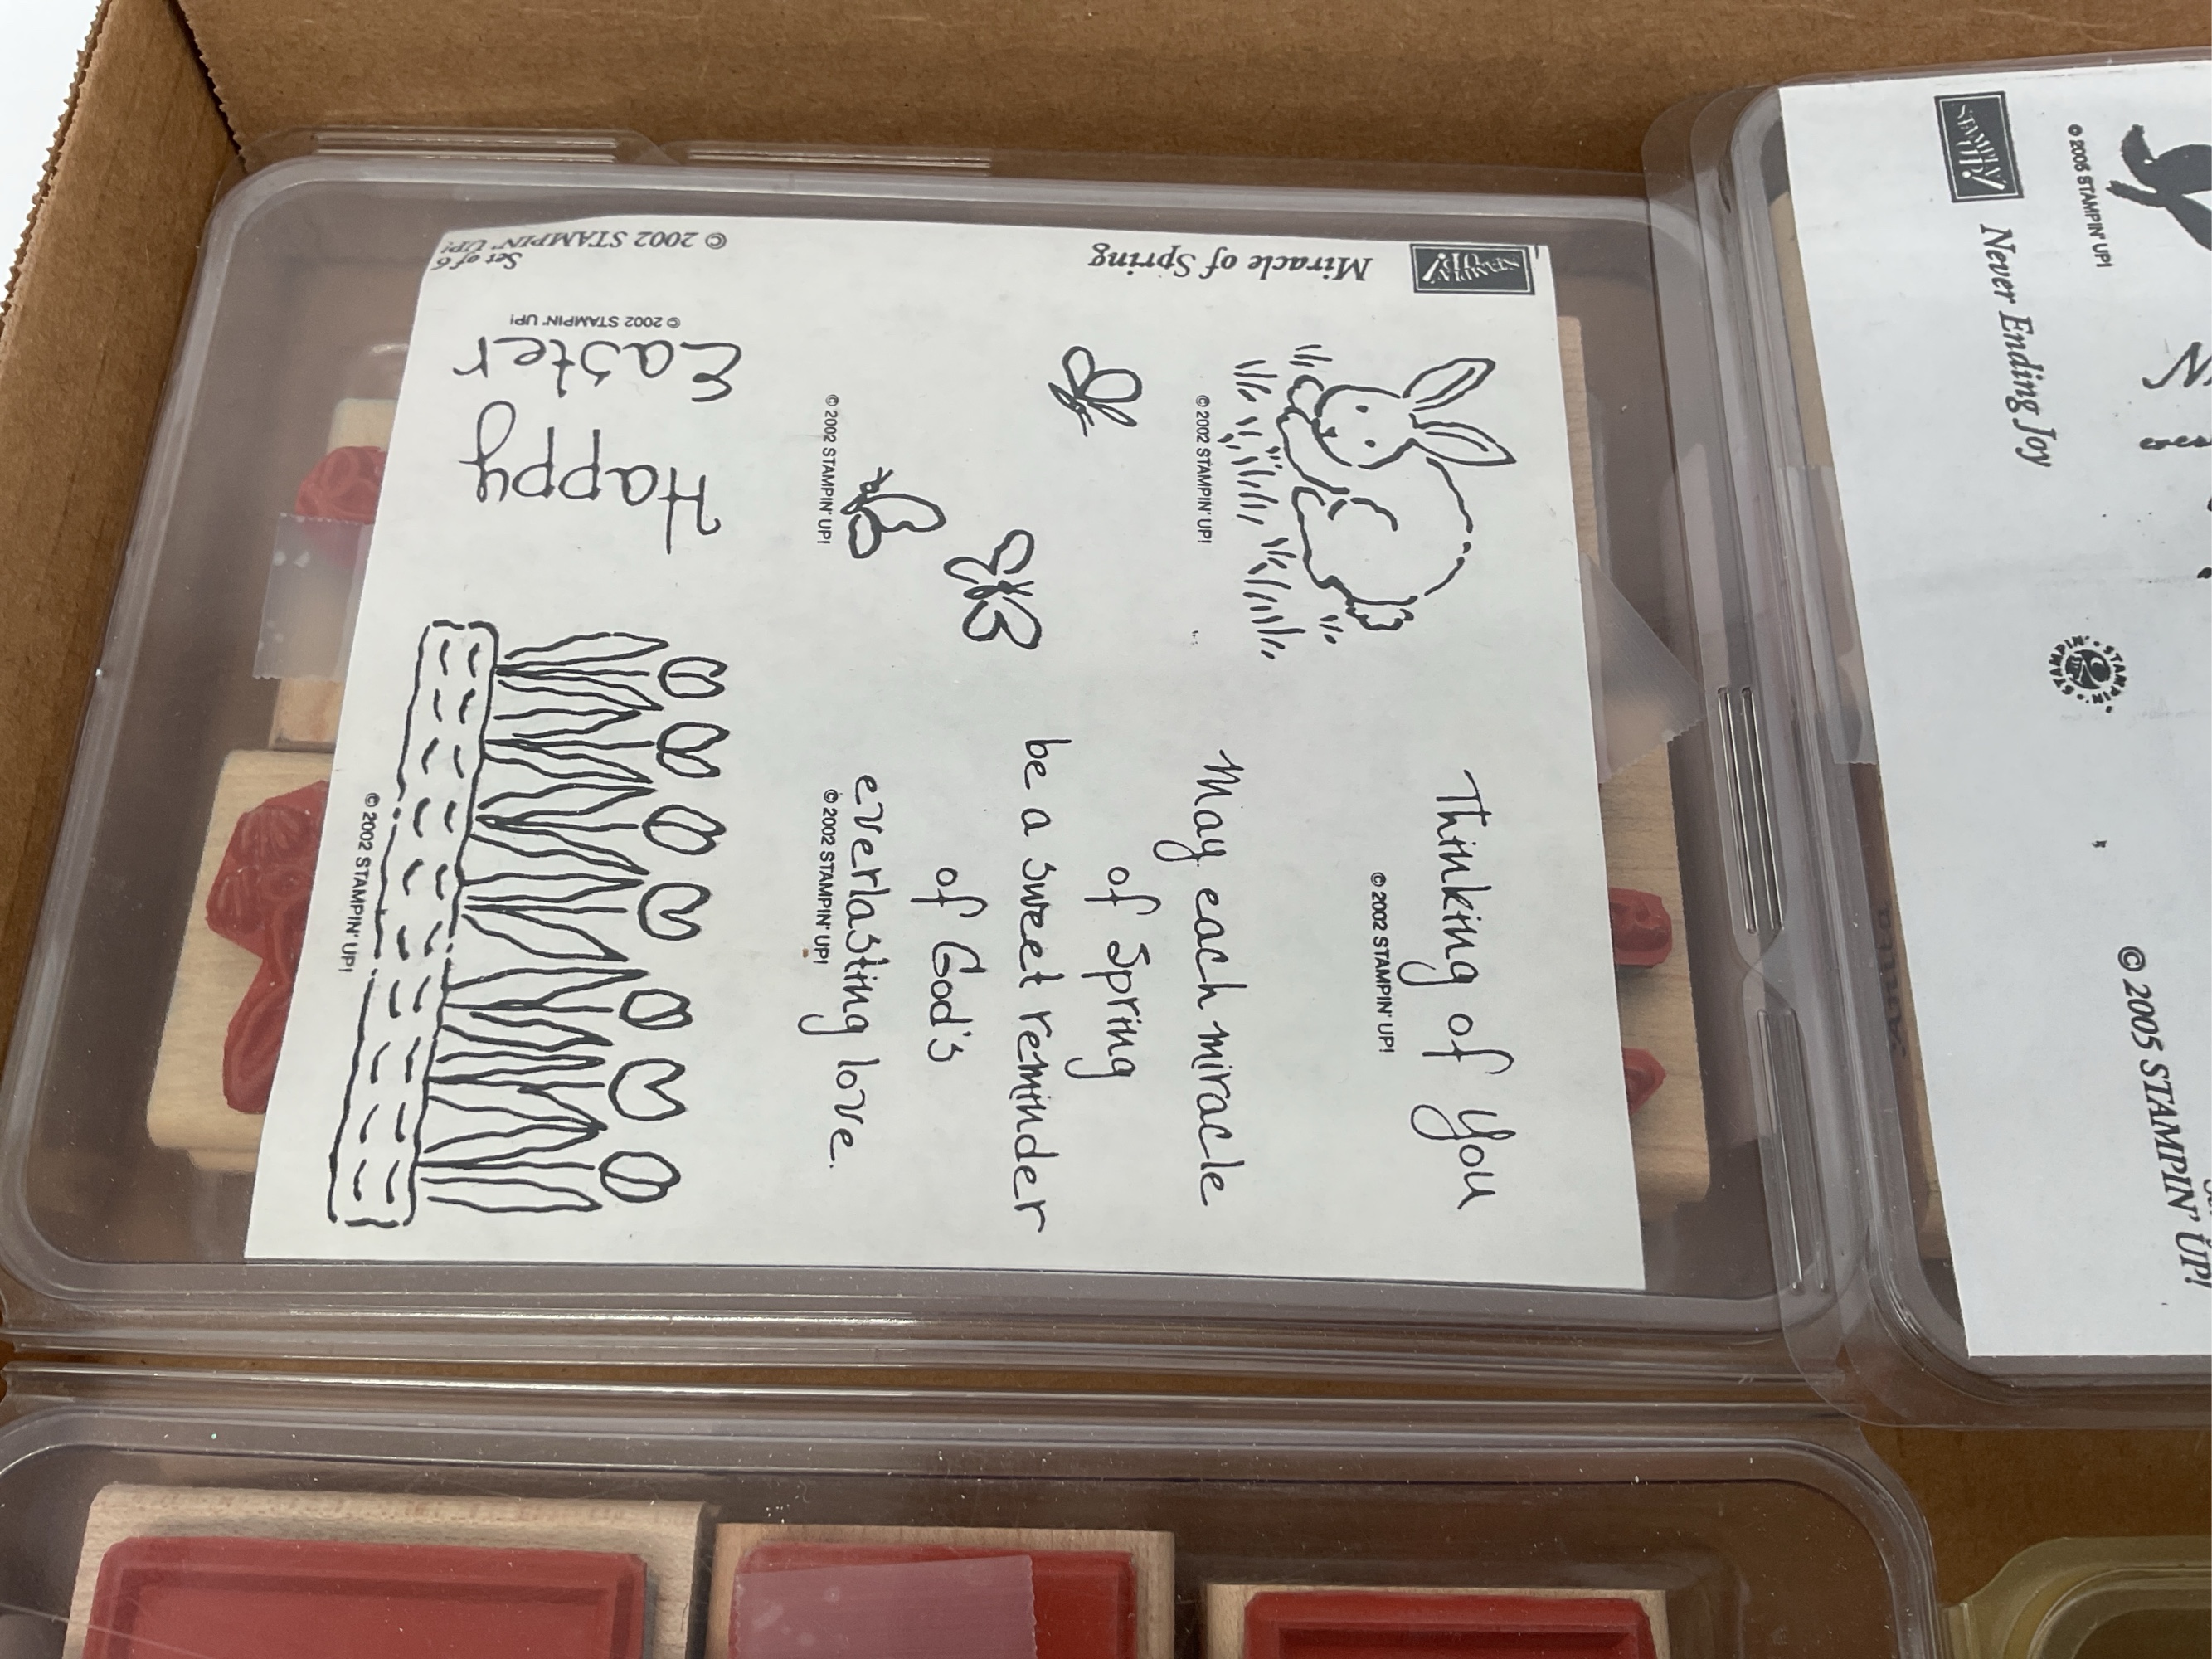 STAMPIN' UP!
Miracle of Spring
Set of 6
© 2002 STAMPIN' UP!
Happy
Easter
© 2002 STAMPIN' UP!
© 2002 STAMPIN' UP!
© 2002 STAMPIN' UP!
Thinking of You
© 2002 STAMPIN' UP!
May each miracle
of Spring
be a sweet reminder
of God's
everlasting love.
© 2002 STAMPIN' UP!
© 2002 STAMPIN' UP!
STAMPIN' UP!
Never Ending Joy
© 2005 STAMPIN' UP!
© 2005 STAMPIN' UP!